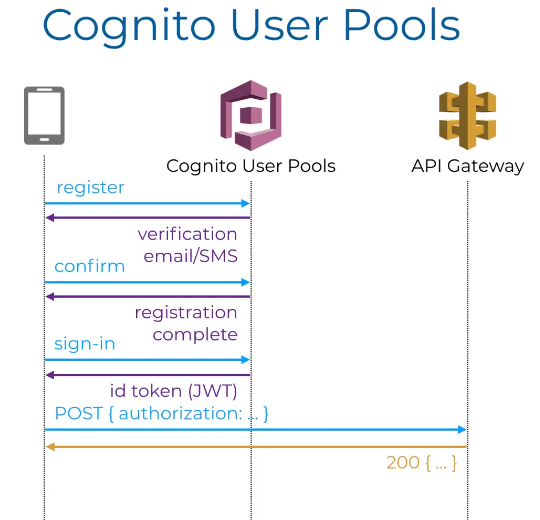 Cognito User Pools
Cognito User Pools
API Gateway
register
verification
email/SMS
confirm
registration
complete
sign-in
id token (JWT)
POST { authorization: ... }
200 { ... }